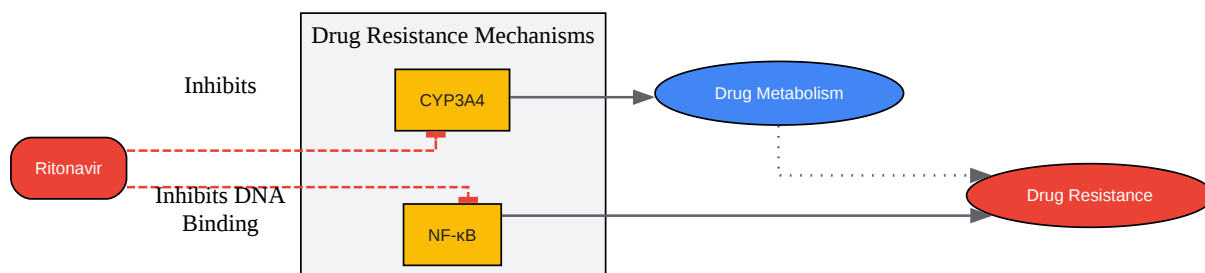 Drug Resistance Mechanisms
Inhibits
CYP3A4
Drug Metabolism
Ritonavir
Inhibits DNA
Binding
NF-κB
Drug Resistance